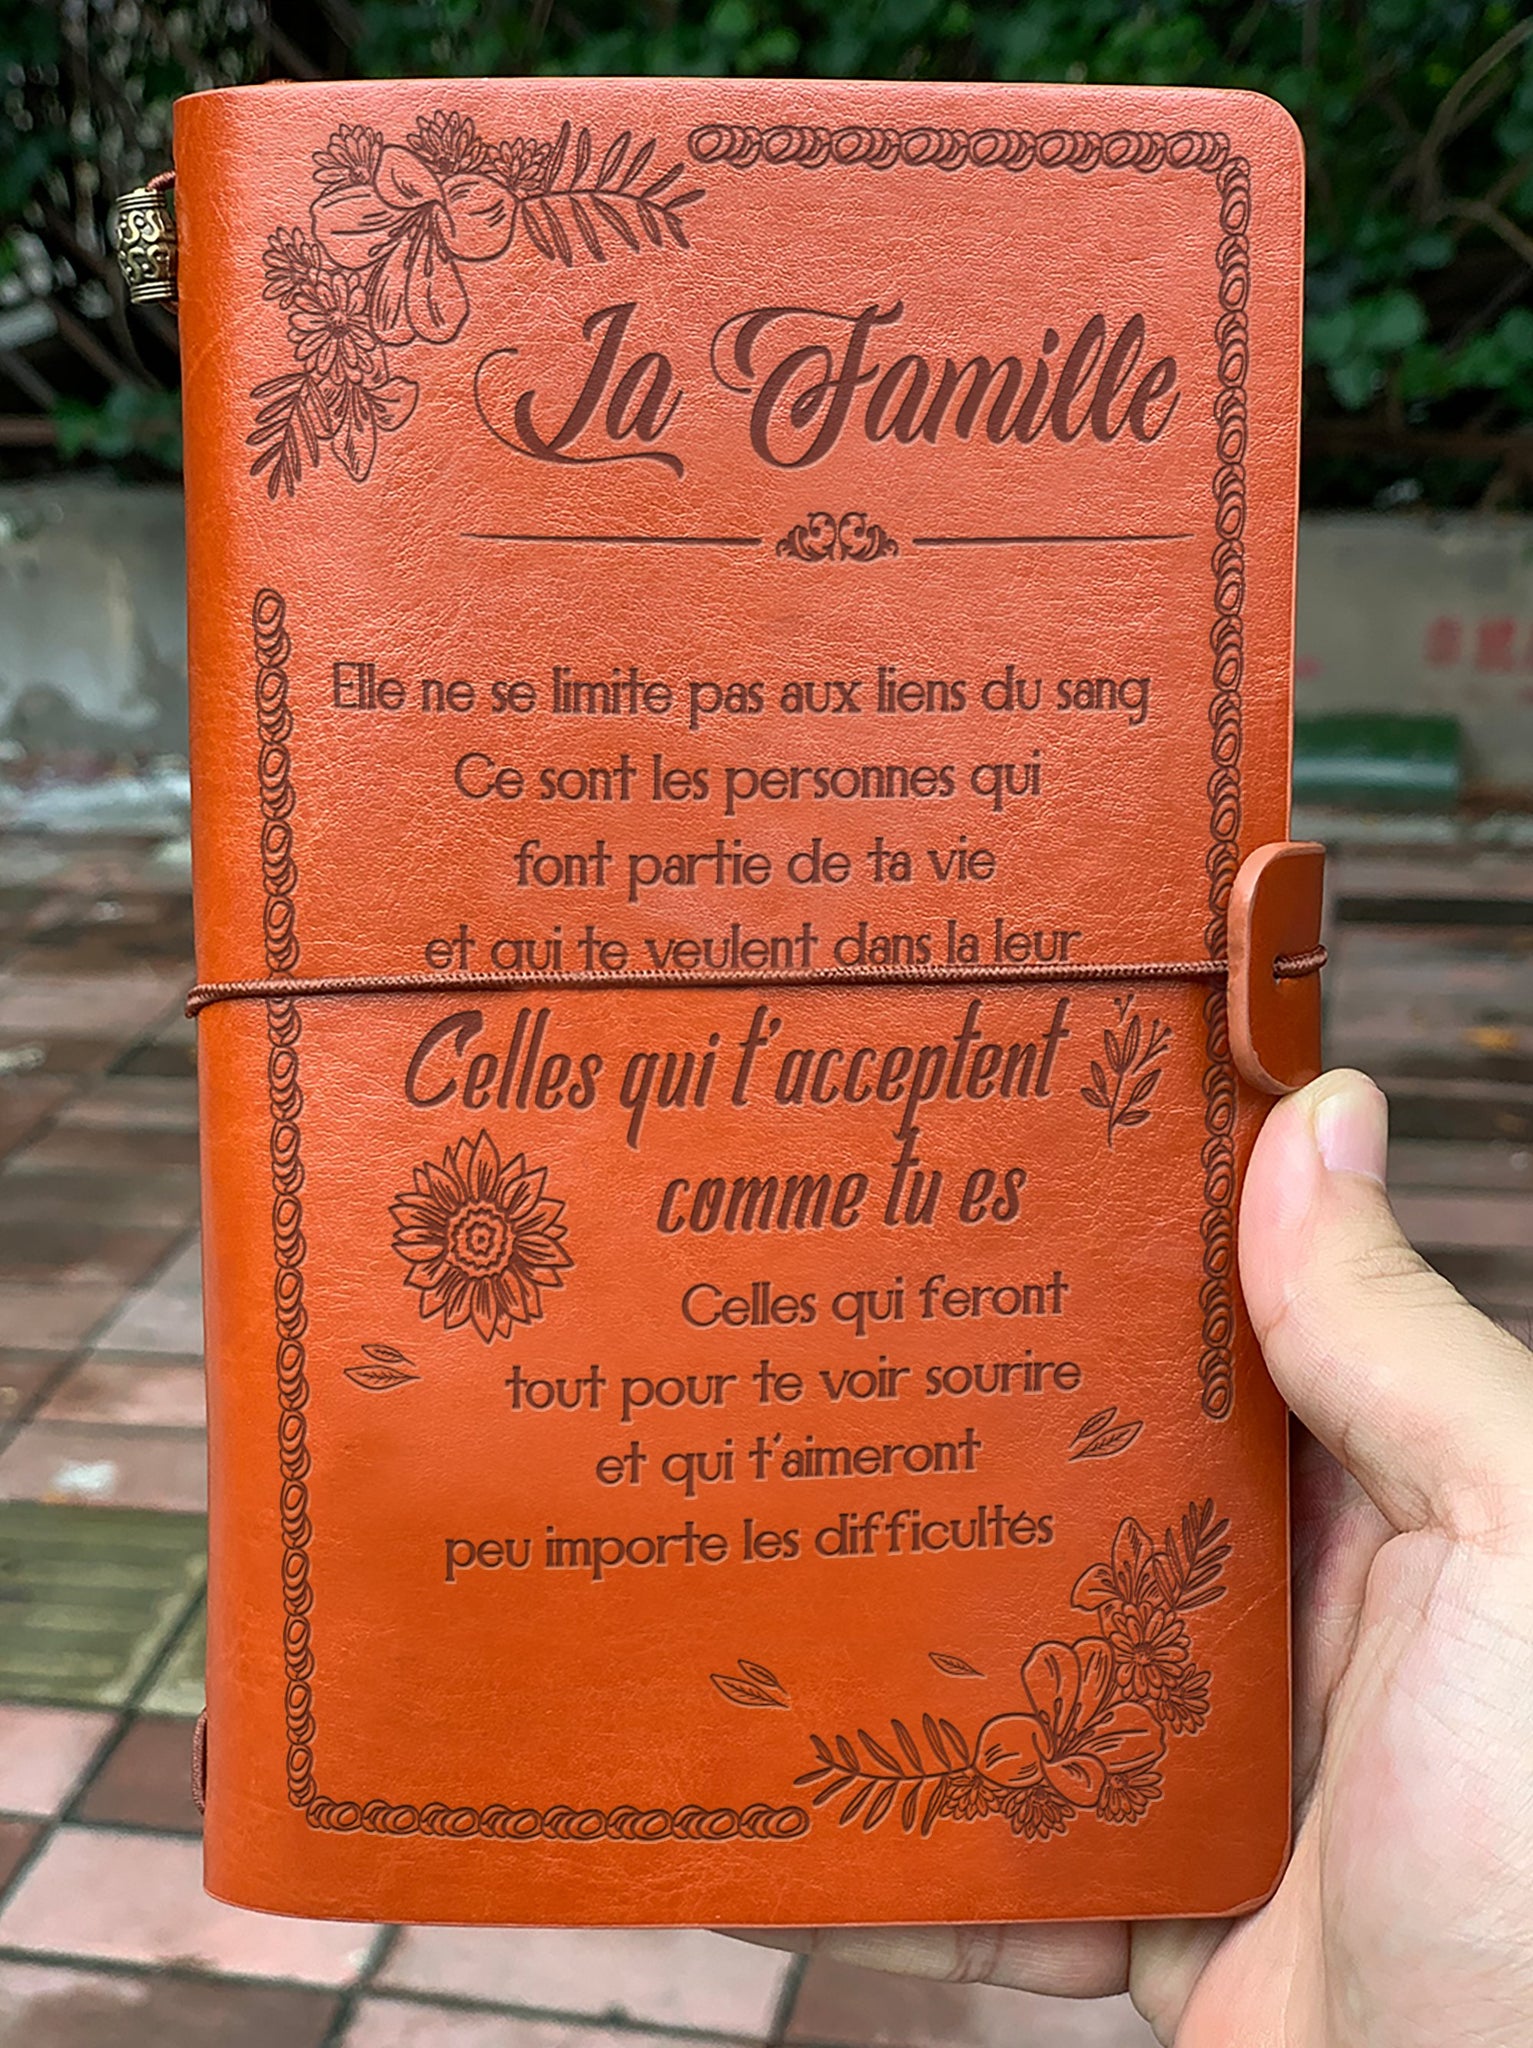 La Famille
Elle ne se limite pas aux liens du sang
Ce sont les personnes qui
font partie de ta vie
et qui te veulent dans la leur
Celles qui t'acceptent
comme tu es
Celles qui feront
tout pour te voir sourire
et qui t'aimeront
peu importe les difficultés